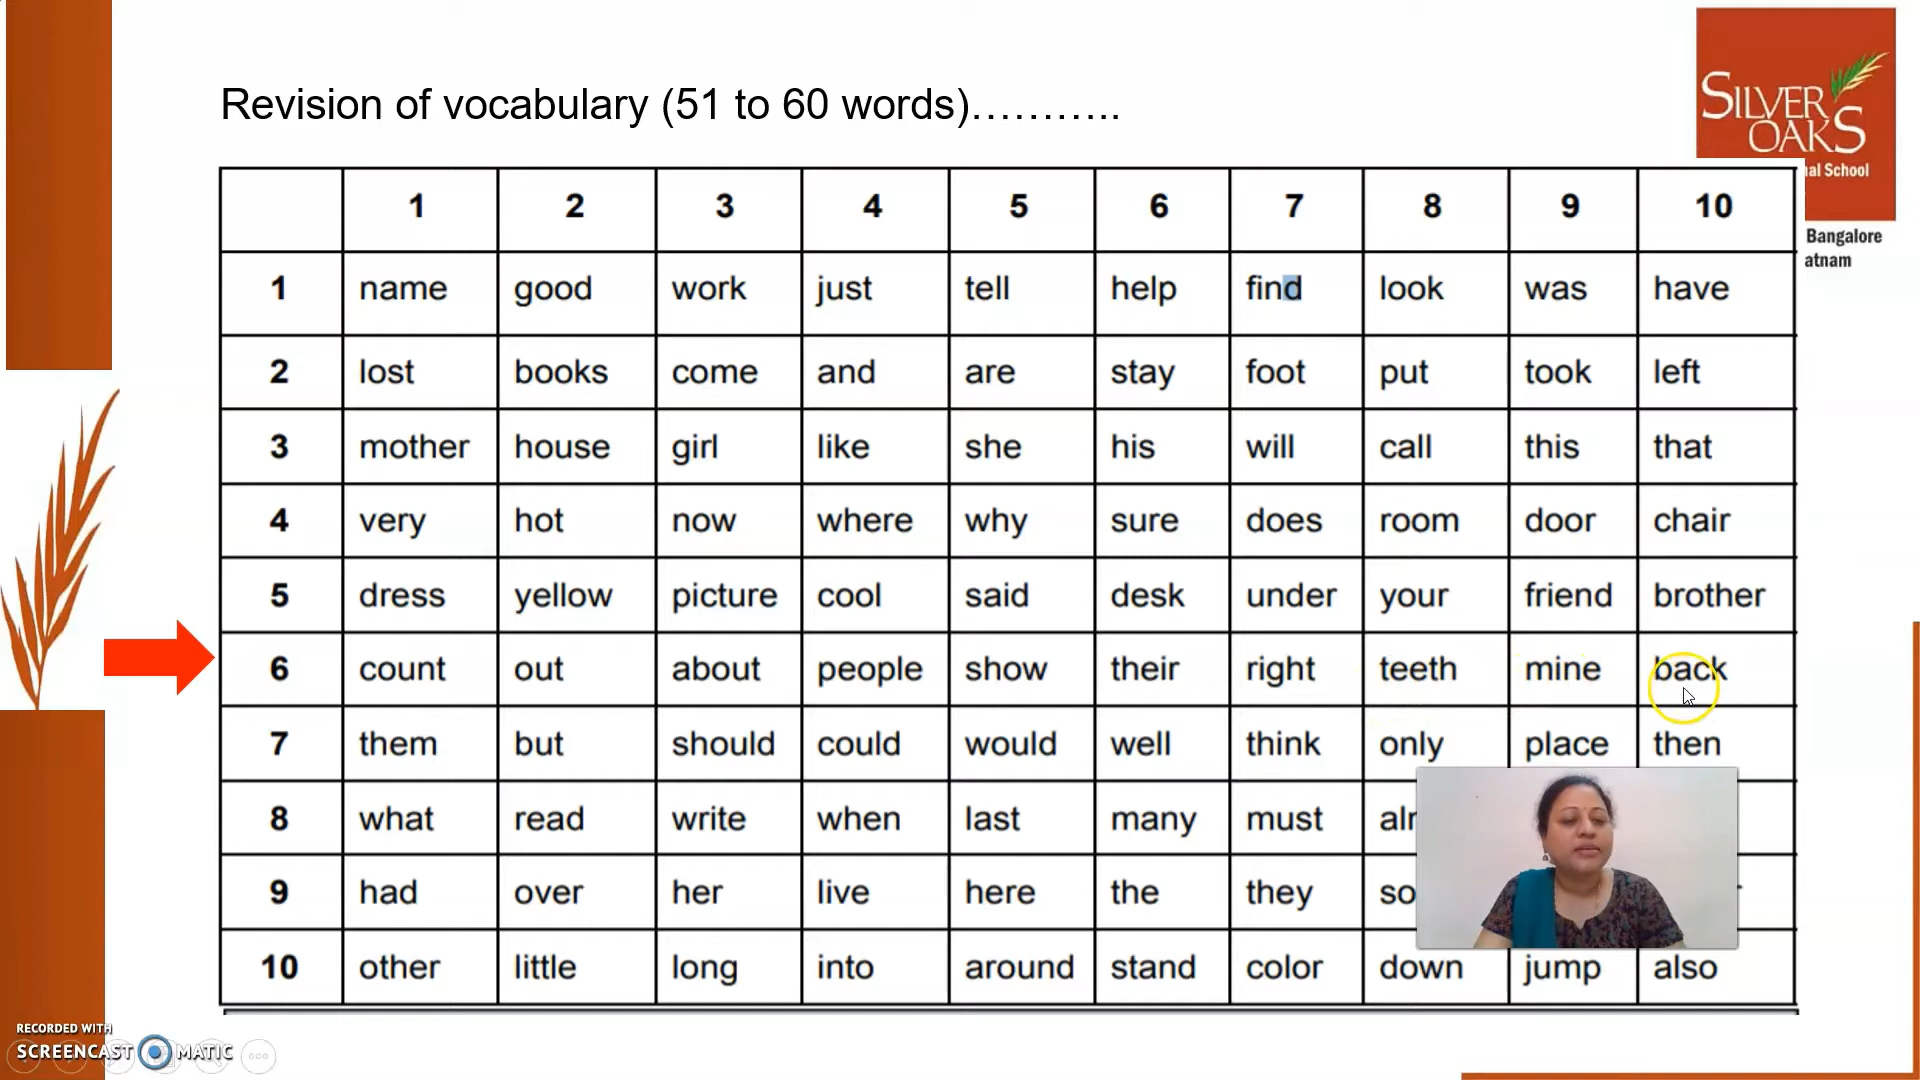 Revision of vocabulary (51 to 60 words)………..
SILVER
OAKS
al School
Bangalore
atnam
1 2 3 4 5 6 7 8 9 10
1 name good work just tell help find look was have
2 lost books come and are stay foot put took left
3 mother house girl like she his will call this that
4 very hot now where why sure does room door chair
5 dress yellow picture cool said desk under your friend brother
6 count out about people show their right teeth mine back
7 them but should could would well think only place then
8 what read write when last many must
9 had over her live here the they so
10 other little long into around stand color down jump also
RECORDED WITH
SCREENCAST MATIC